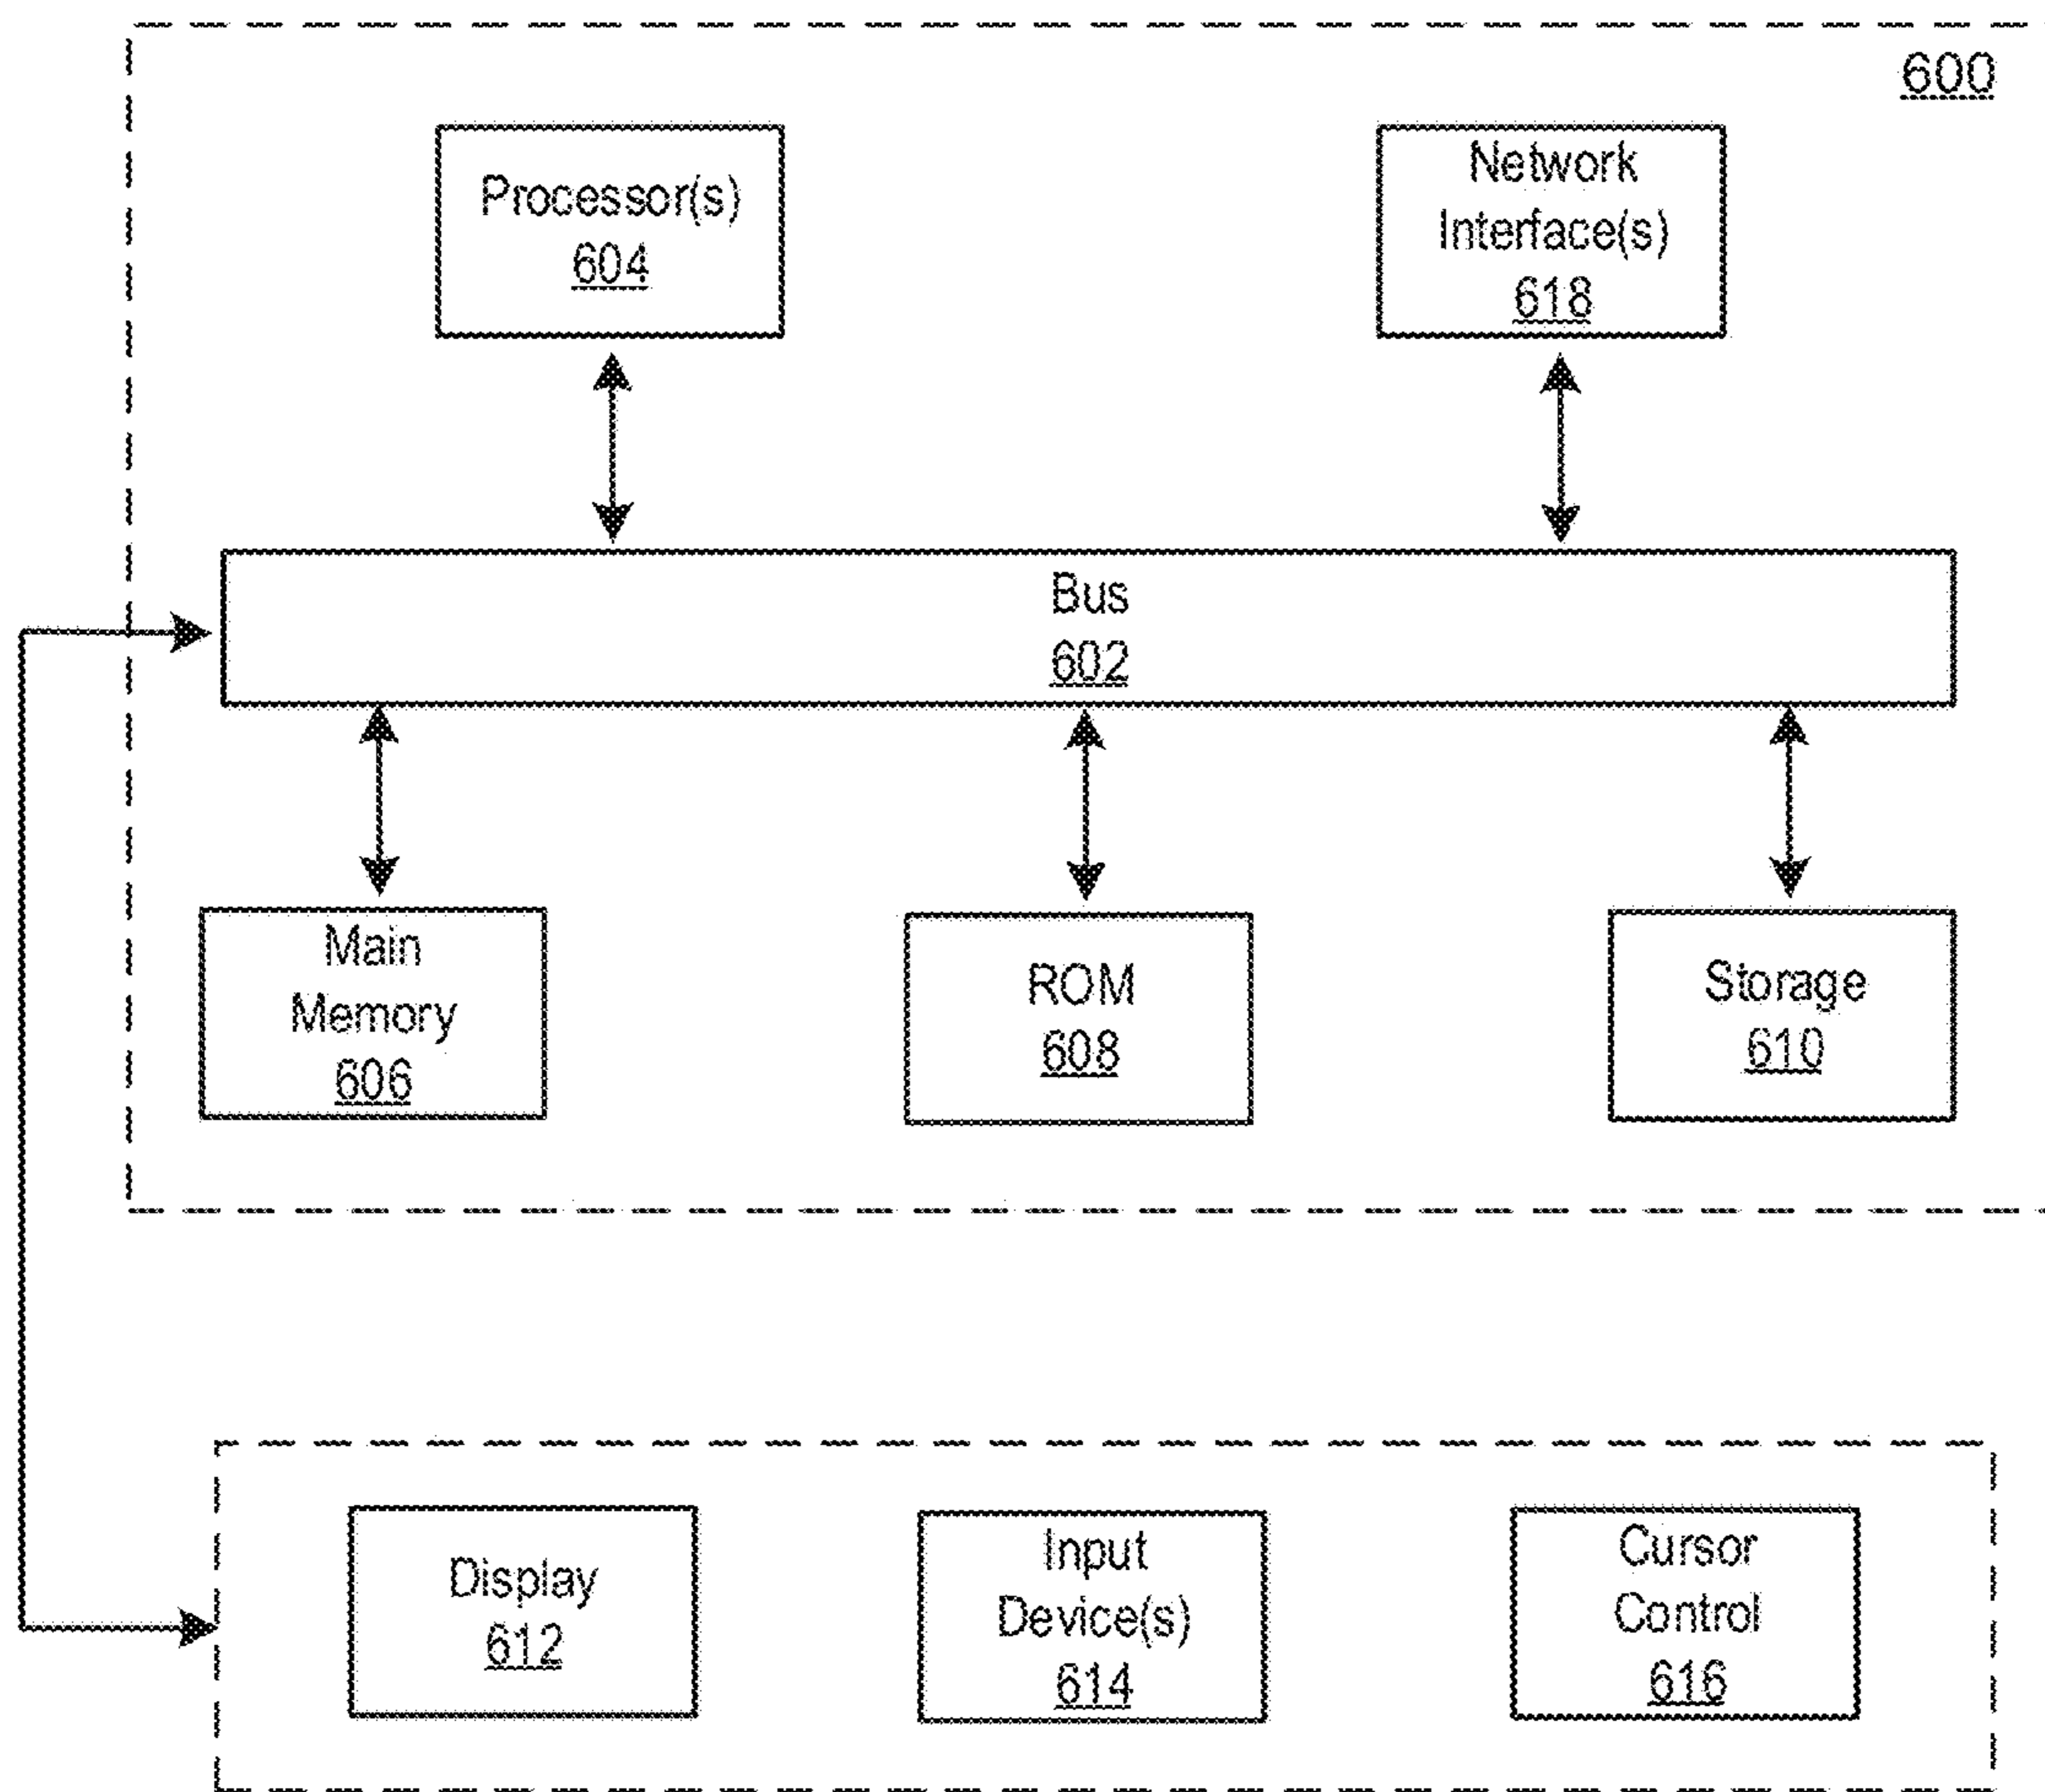 600
Processor(s)
604
Network
Interface(s)
618
Bus
602
Main
Memory
606
ROM
608
Storage
610
Display
612
Input
Device(s)
614
Cursor
Control
616